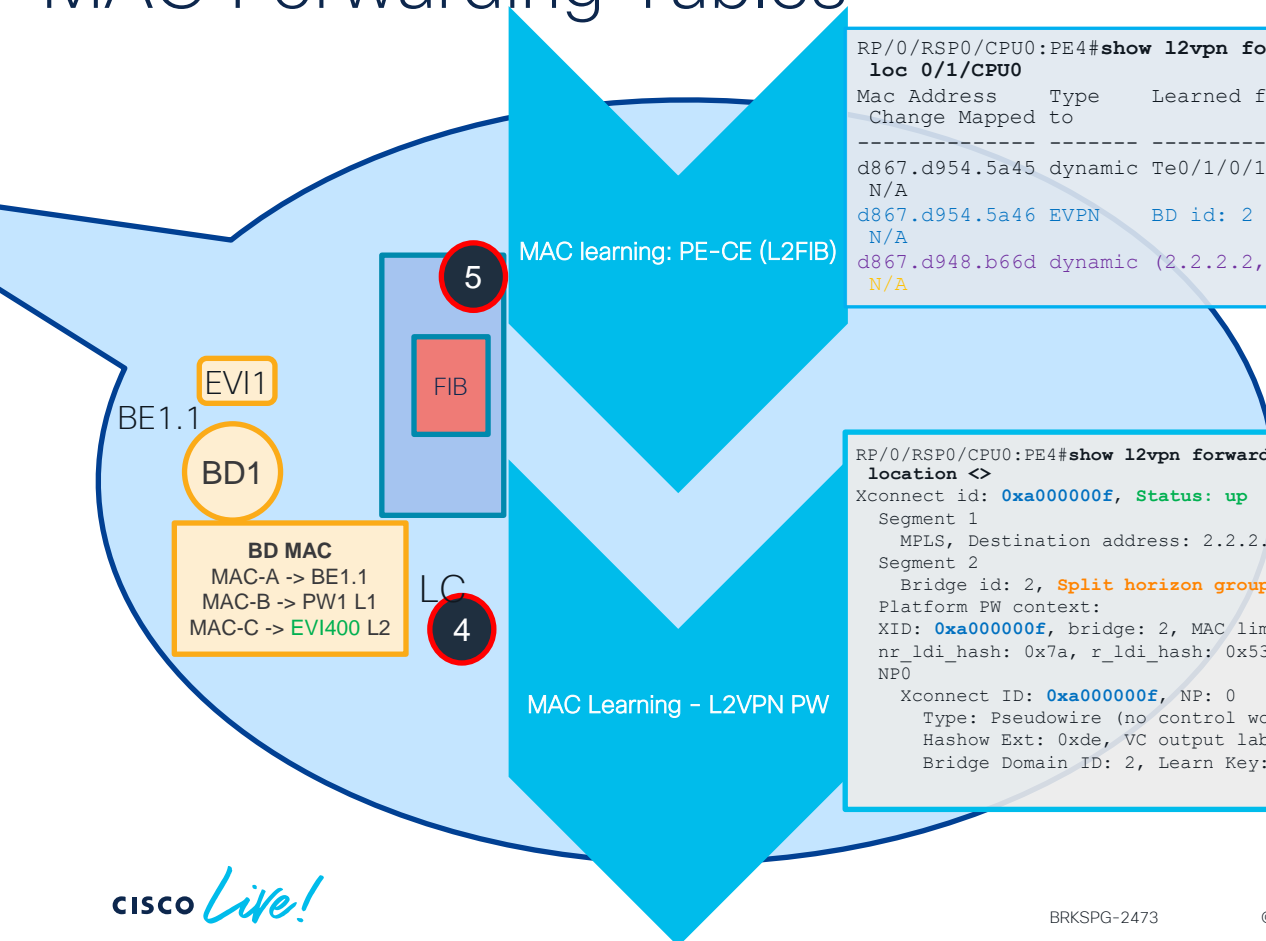 MAC Forwarding Tables
RP/0/RSP0/CPU0:PE4#show l2vpn fo
loc 0/1/CPU0
Mac Address Type Learned f
Change Mapped to
-------------- ------- ----------
d867.d954.5a45 dynamic Te0/1/0/1
N/A
d867.d954.5a46 EVPN BD id: 2
N/A
d867.d948.b66d dynamic (2.2.2.2,
N/A
MAC learning: PE-CE (L2FIB)
5
FIB
EVI1
BE1.1
BD1
BD MAC
MAC-A -> BE1.1
MAC-B -> PW1 L1
MAC-C -> EVI400 L2
LC
4
MAC Learning - L2VPN PW
RP/0/RSP0/CPU0:PE4#show l2vpn forward
location <>
Xconnect id: 0xa000000f, Status: up
Segment 1
MPLS, Destination address: 2.2.2.
Segment 2
Bridge id: 2, Split horizon group
Platform PW context:
XID: 0xa000000f, bridge: 2, MAC lim
nr_ldi_hash: 0x7a, r_ldi_hash: 0x53
NP0
Xconnect ID: 0xa000000f, NP: 0
Type: Pseudowire (no control wo
Hashow Ext: 0xde, VC output lab
Bridge Domain ID: 2, Learn Key:
CISCO Live!
BRKSPG-2473
©